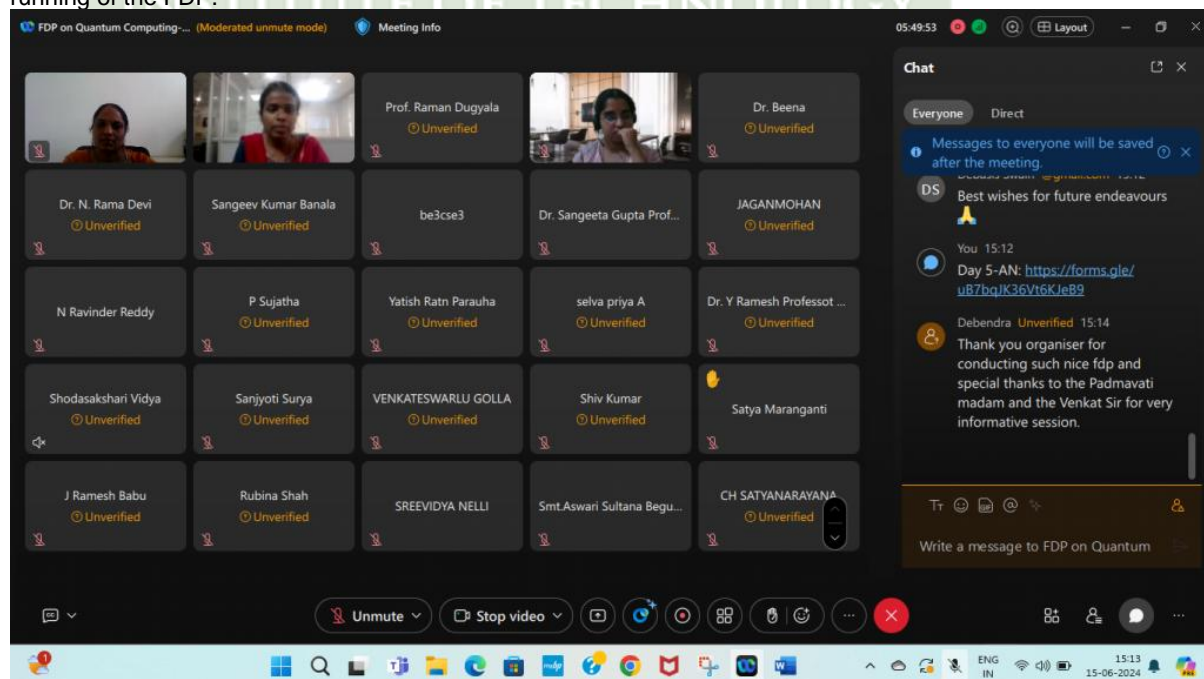 running of the FDP.
FDP on Quantum Computing-... (Moderated unmute mode) Meeting Info
05:49:53 Layout
Prof. Raman Dugyala
Unverified
Dr. Beena
Unverified
Dr. N. Rama Devi
Unverified
Sangeev Kumar Banala
Unverified
be3cse3
Dr. Sangeeta Gupta Prof...
JAGANMOHAN
Unverified
N Ravinder Reddy
P Sujatha
Unverified
Yatish Ratn Parauha
Unverified
selva priya A
Unverified
Dr. Y Ramesh Professot ...
Unverified
Shodasakshari Vidya
Unverified
Sanjyoti Surya
Unverified
VENKATESWARLU GOLLA
Unverified
Shiv Kumar
Unverified
Satya Maranganti
J Ramesh Babu
Unverified
Rubina Shah
Unverified
SREEVIDYA NELLI
Smt.Aswari Sultana Begu...
CH SATYANARAYANA
Unverified
Chat
Everyone Direct
Messages to everyone will be saved
after the meeting.
DS
Best wishes for future endeavours
You 15:12
Day 5-AN: https://forms.gle/
uB7bqJK36Vt6KJeB9
Debendra Unverified 15:14
Thank you organiser for
conducting such nice fdp and
special thanks to the Padmavati
madam and the Venkat Sir for very
informative session.
Write a message to FDP on Quantum
CC
Unmute Stop video
ENG
IN
15:13
15-06-2024